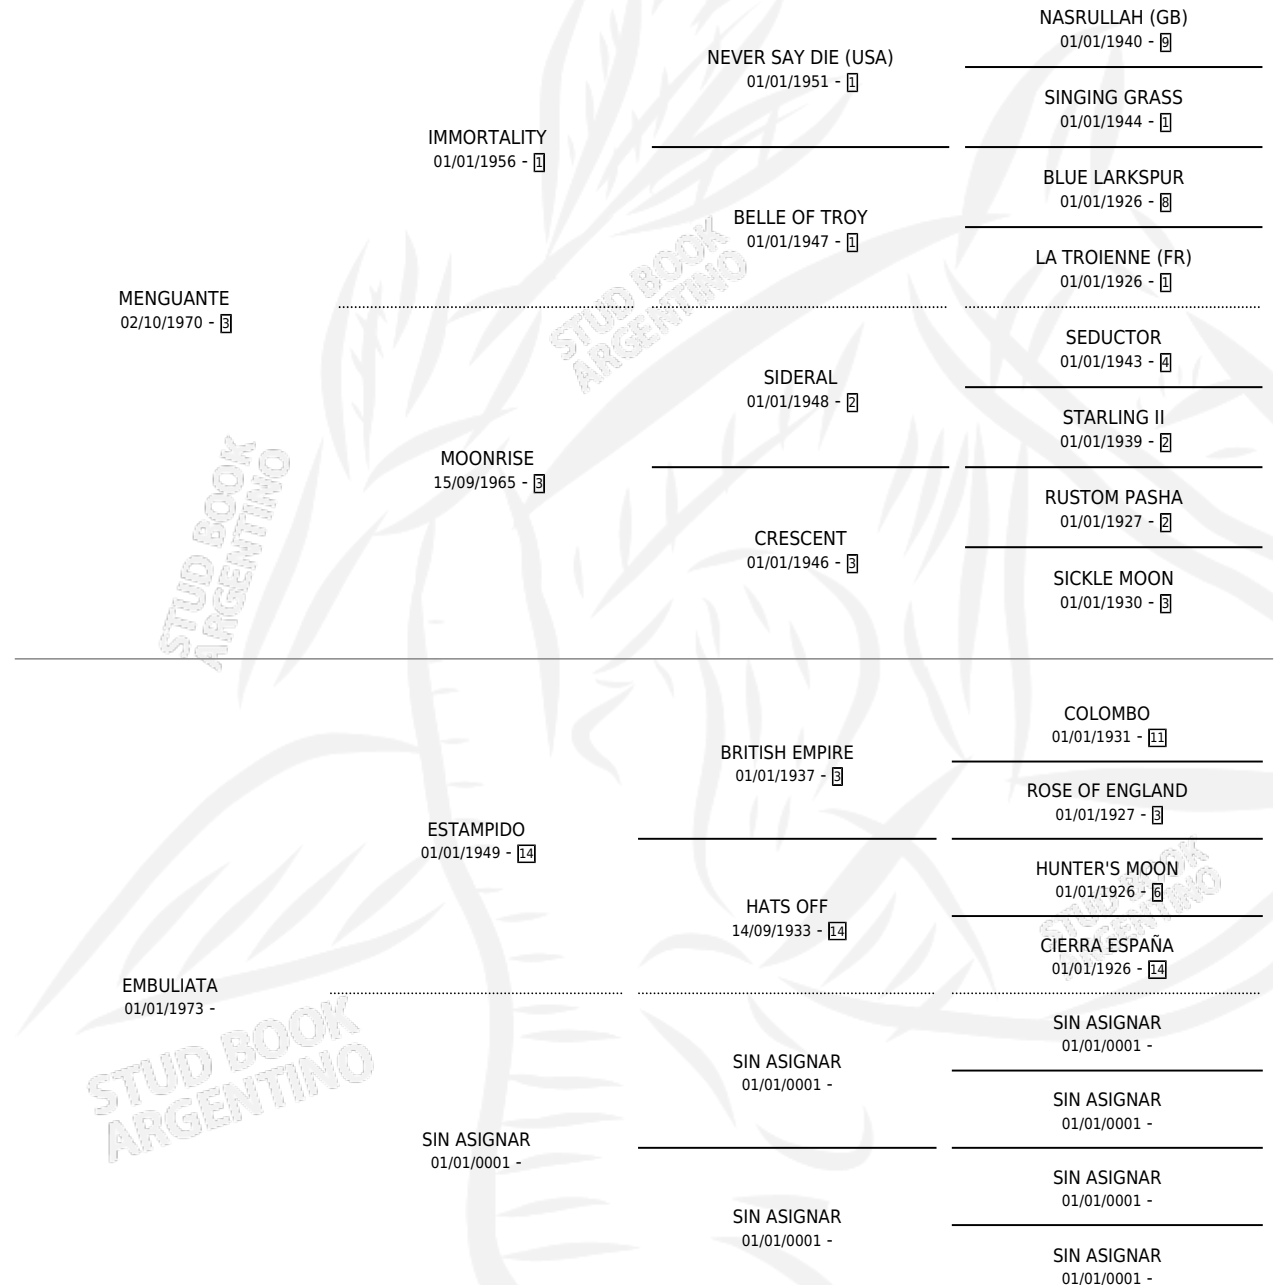 NASRULLAH (GB)
01/01/1940 - 9
NEVER SAY DIE (USA)
01/01/1951 - 1
SINGING GRASS
01/01/1944 - 1
IMMORTALITY
01/01/1956 - 1
BLUE LARKSPUR
01/01/1926 - 8
BELLE OF TROY
01/01/1947 - 1
LA TROIENNE (FR)
01/01/1926 - 1
MENGUANTE
02/10/1970 - 3
SEDUCTOR
01/01/1943 - 4
SIDERAL
01/01/1948 - 2
STARLING II
01/01/1939 - 2
MOONRISE
15/09/1965 - 3
RUSTOM PASHA
01/01/1927 - 2
CRESCENT
01/01/1946 - 3
SICKLE MOON
01/01/1930 - 3
COLOMBO
01/01/1931 - 11
BRITISH EMPIRE
01/01/1937 - 3
ROSE OF ENGLAND
01/01/1927 - 3
ESTAMPIDO
01/01/1949 - 14
HUNTER'S MOON
01/01/1926 - 6
HATS OFF
14/09/1933 - 14
CIERRA ESPAÑA
01/01/1926 - 14
EMBULIATA
01/01/1973 -
SIN ASIGNAR
01/01/0001 -
SIN ASIGNAR
01/01/0001 -
SIN ASIGNAR
01/01/0001 -
SIN ASIGNAR
01/01/0001 -
SIN ASIGNAR
01/01/0001 -
SIN ASIGNAR
01/01/0001 -
SIN ASIGNAR
01/01/0001 -
STUD BOOK
ARGENTINO
STUD BOOK
ARGENTINO
STUD BOOK
ARGENTINO
STUD BOOK
ARGENTINO